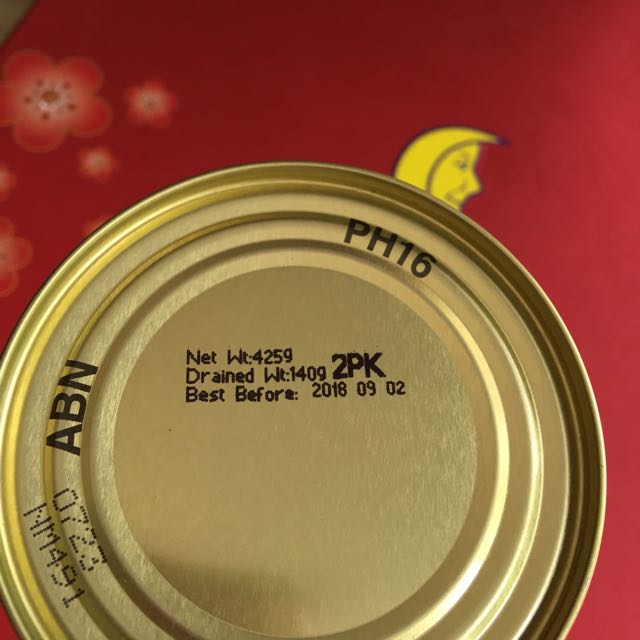 PH16
Net Wt:425g
Drained Wt:140g 2PK
Best Before: 2018 09 02
ABN